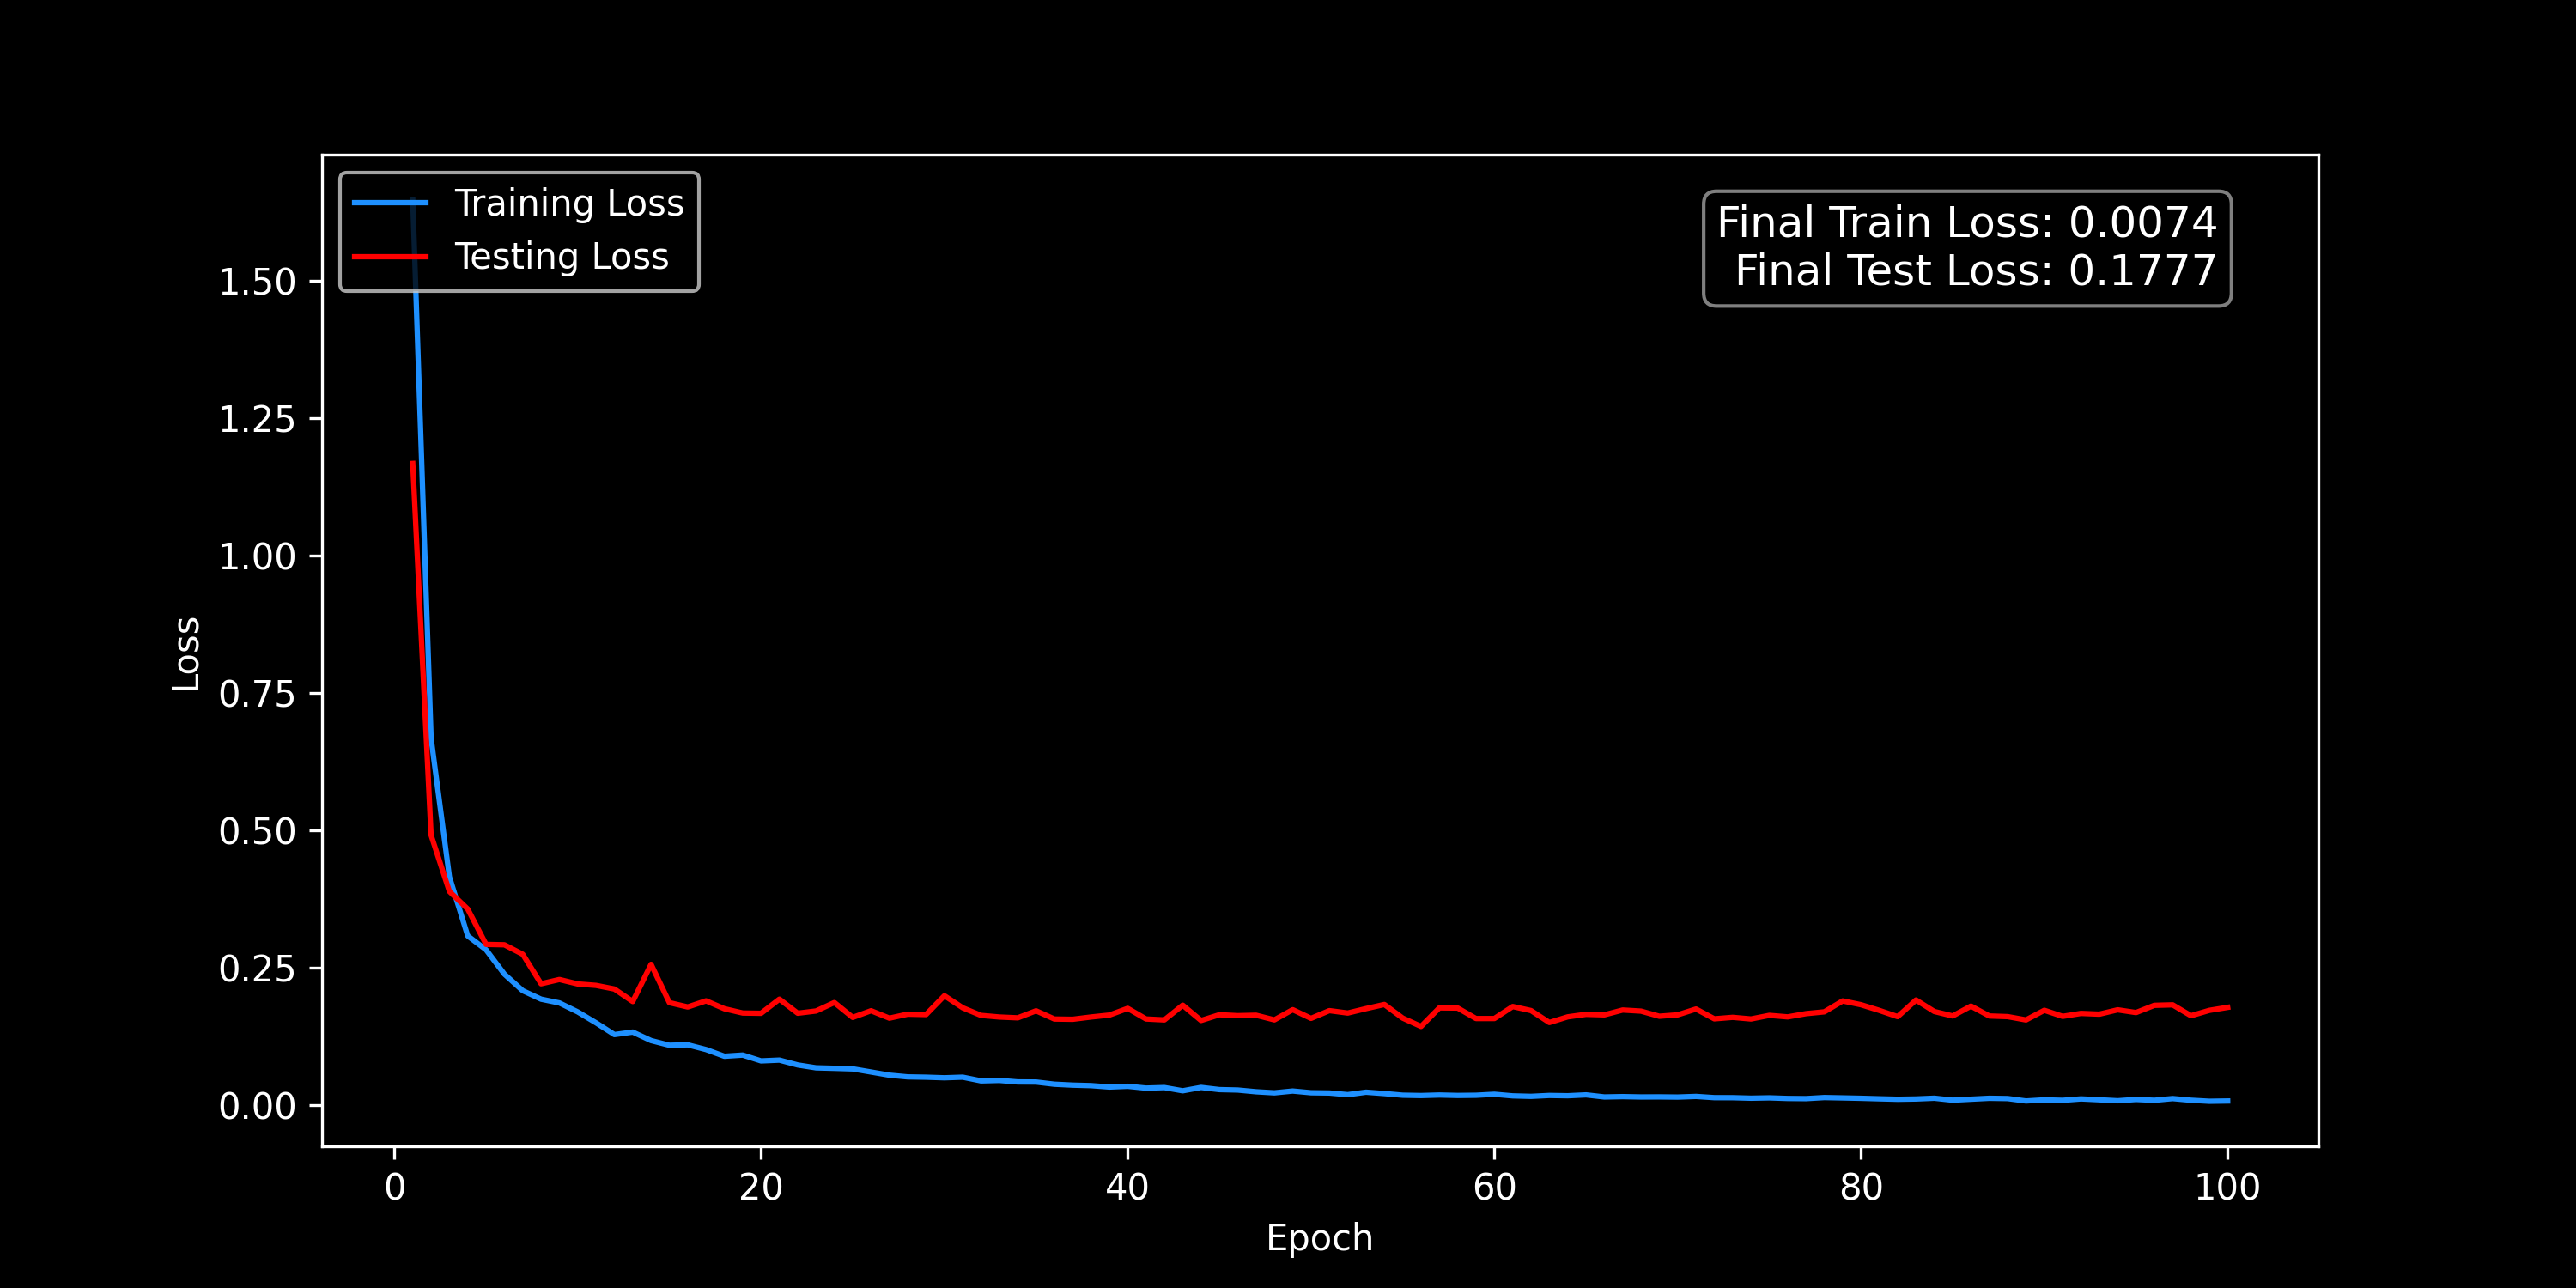 Training Loss
Testing Loss
Final Train Loss: 0.0074
Final Test Loss: 0.1777
1.50
1.25
1.00
0.75
0.50
0.25
0.00
Loss
0
20
40
60
80
100
Epoch